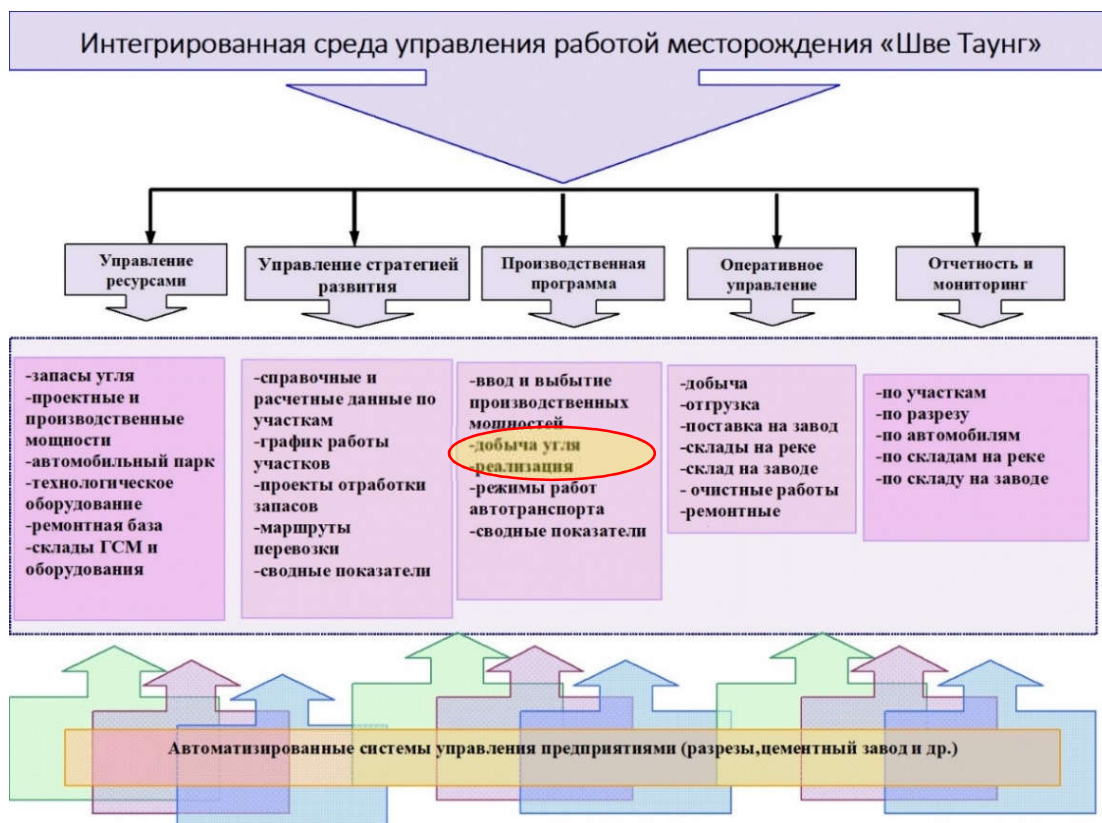 Интегрированная среда управления работой месторождения «Шве Таунг»
Управление
ресурсами
Управление стратегией
развития
Производственная
программа
Оперативное
управление
Отчетность и
мониторинг
-запасы угля
-проектные и
производственные
мощности
-автомобильный парк
-технологическое
оборудование
-ремонтная база
-склады ГСМ и
оборудования
-справочные и
расчетные данные по
участкам
-график работы
участков
-проекты отработки
запасов
-маршруты
перевозки
-сводные показатели
-ввод и выбытие
производственных
мощностей
-добыча угля
-реализация
-режимы работ
автотранспорта
-сводные показатели
-добыча
-отгрузка
-поставка на завод
-склады на реке
-склад на заводе
- очистные работы
-ремонтные
-по участкам
-по разрезу
-по автомобилям
-по складам на реке
-по складу на заводе
Автоматизированные системы управления предприятиями (разрезы,цементный завод и др.)